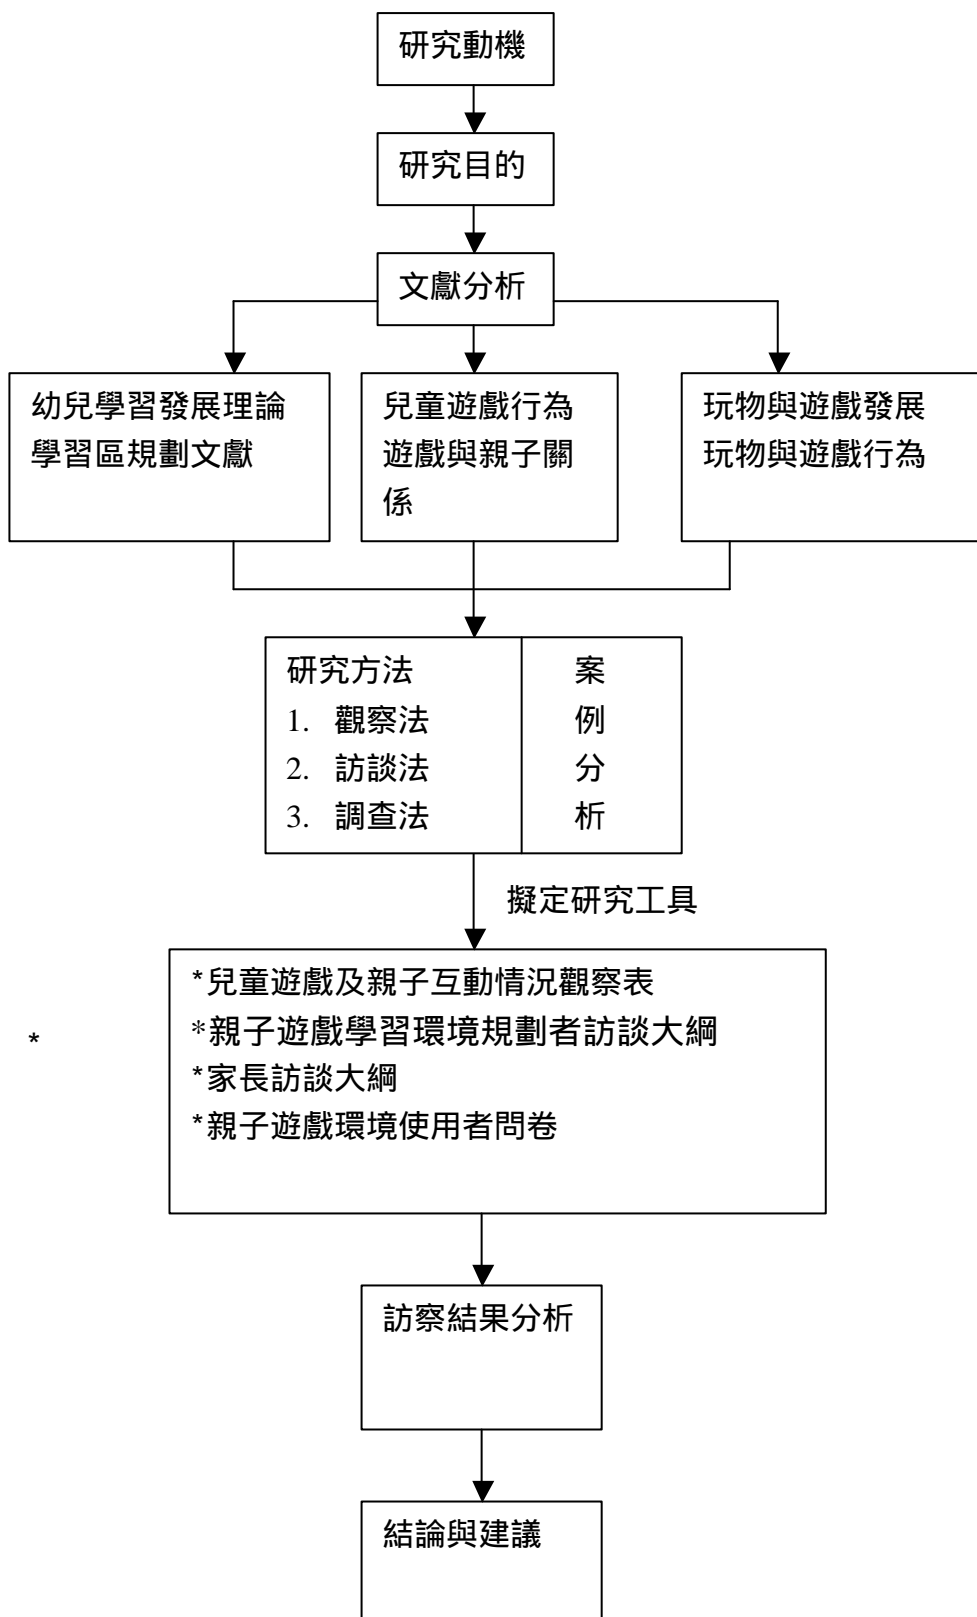 研究動機
研究目的
文獻分析
幼兒學習發展理論
學習區規劃文獻
兒童遊戲行為
遊戲與親子關
係
玩物與遊戲發展
玩物與遊戲行為
研究方法
1. 觀察法
2. 訪談法
3. 調查法
案
例
分
析
擬定研究工具
*兒童遊戲及親子互動情況觀察表
*親子遊戲學習環境規劃者訪談大綱
*
*家長訪談大綱
*親子遊戲環境使用者問卷
訪察結果分析
結論與建議